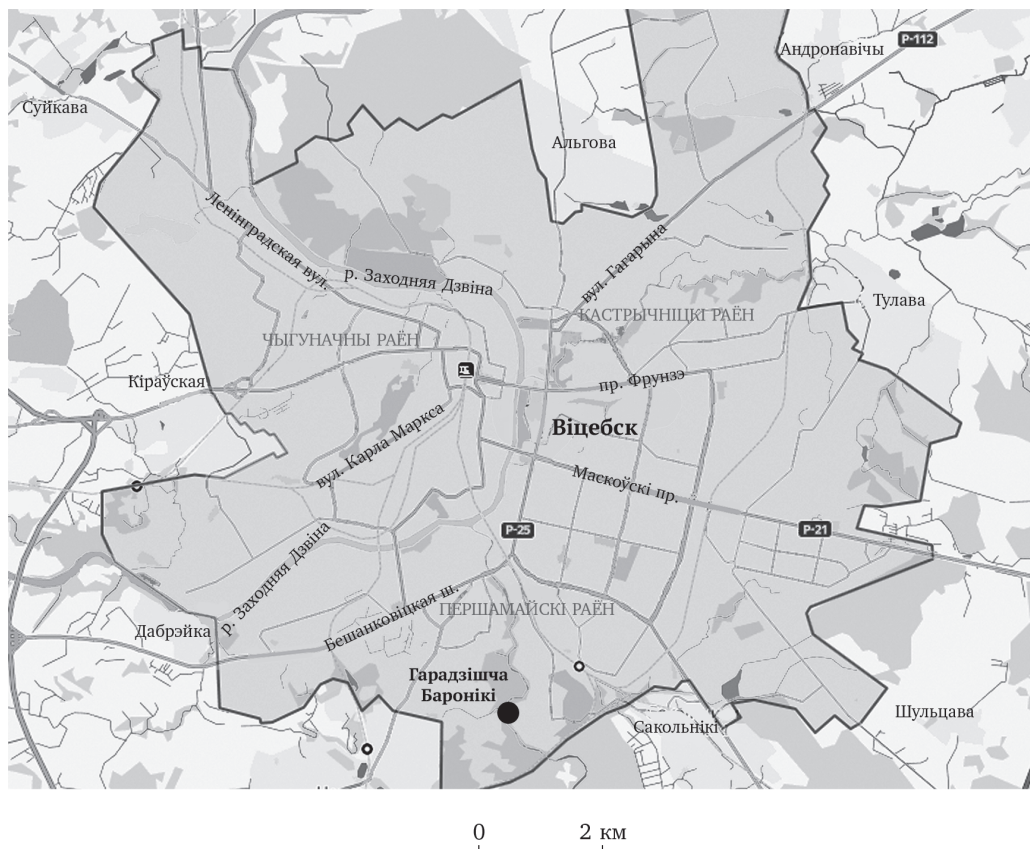 Андронавічы
Р-112
Суйкава
Альгова
Ленінградская вул.
вул. Гагарына
р. Заходняя Дзвіна
Тулава
КАСТРЫЧНІЦКІ РАЁН
ЧЫГУНАЧНЫ РАЁН
Кіраўская
пр. Фрунзэ
вул. Карла Маркса
Віцебск
Маскоўскі пр.
Р-25
Р-21
р. Заходняя Дзвіна
Бешанковіцкая ш.
ПЕРШАМАЙСКІ РАЁН
Дабрэйка
Гарадзішча
Баронікі
Шульцава
Сакольнікі
0 2 км